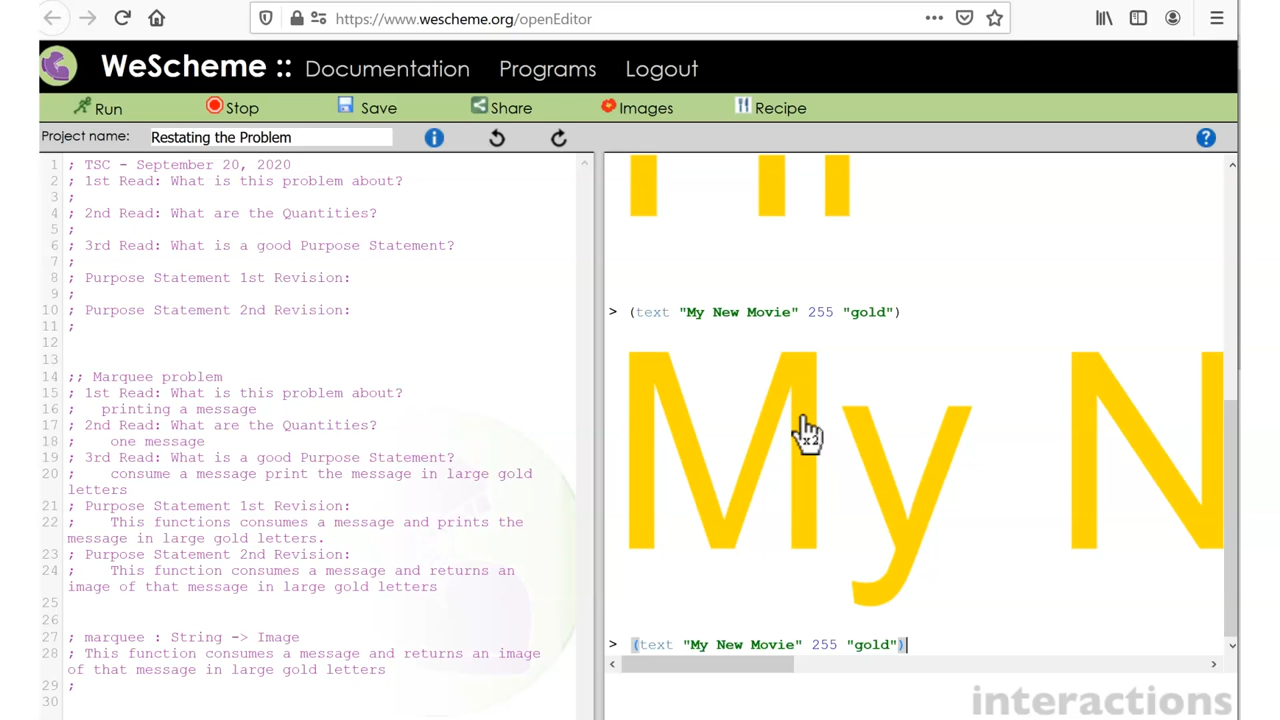 https://www.wescheme.org/openEditor
WeScheme :: Documentation Programs Logout
Run Stop Save Share Images Recipe
Project name: Restating the Problem
1 ; TSC - September 20, 2020
2 ; 1st Read: What is this problem about?
3 ;
4 ; 2nd Read: What are the Quantities?
5 ;
6 ; 3rd Read: What is a good Purpose Statement?
7 ;
8 ; Purpose Statement 1st Revision:
9 ;
10 ; Purpose Statement 2nd Revision:
11 ;
12
13
14 ;; Marquee problem
15 ; 1st Read: What is this problem about?
16 ; printing a message
17 ; 2nd Read: What are the Quantities?
18 ; one message
19 ; 3rd Read: What is a good Purpose Statement?
20 ; consume a message print the message in large gold
letters
21 ; Purpose Statement 1st Revision:
22 ; This functions consumes a message and prints the
message in large gold letters.
23 ; Purpose Statement 2nd Revision:
24 ; This function consumes a message and returns an
image of that message in large gold letters
25
26
27 ; marquee : String -> Image
28 ; This function consumes a message and returns an image
of that message in large gold letters
29 ;
30
> (text "My New Movie" 255 "gold")
My N
x2
> (text "My New Movie" 255 "gold")
interactions